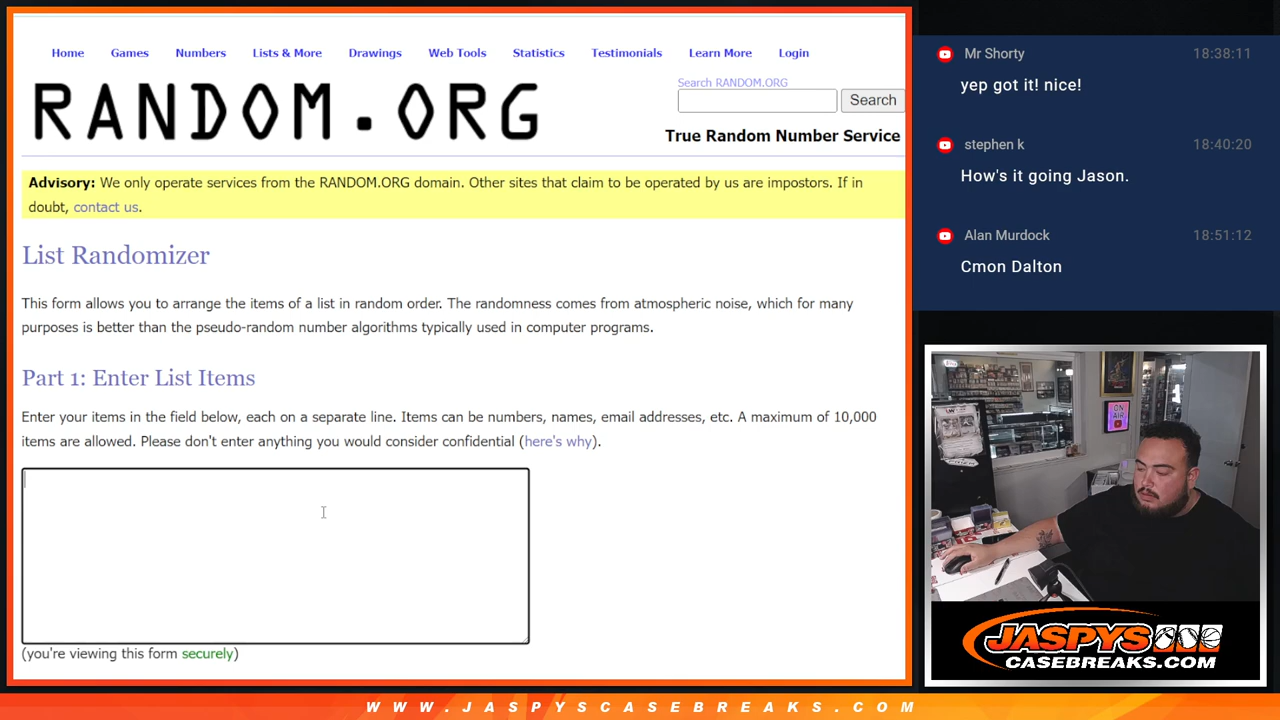 Home Games Numbers Lists & More Drawings Web Tools Statistics Testimonials Learn More Login
RANDOM.ORG
Search RANDOM.ORG
Search
True Random Number Service
Advisory: We only operate services from the RANDOM.ORG domain. Other sites that claim to be operated by us are impostors. If in
doubt, contact us.
List Randomizer
This form allows you to arrange the items of a list in random order. The randomness comes from atmospheric noise, which for many
purposes is better than the pseudo-random number algorithms typically used in computer programs.
Part 1: Enter List Items
Enter your items in the field below, each on a separate line. Items can be numbers, names, email addresses, etc. A maximum of 10,000
items are allowed. Please don't enter anything you would consider confidential (here's why).
(you're viewing this form securely)
Mr Shorty 18:38:11
yep got it! nice!
stephen k 18:40:20
How's it going Jason.
Alan Murdock 18:51:12
Cmon Dalton
ON
AIR
JASPYS
CASEBREAKS.COM
WWW.JASPYSCASEBREAKS.COM